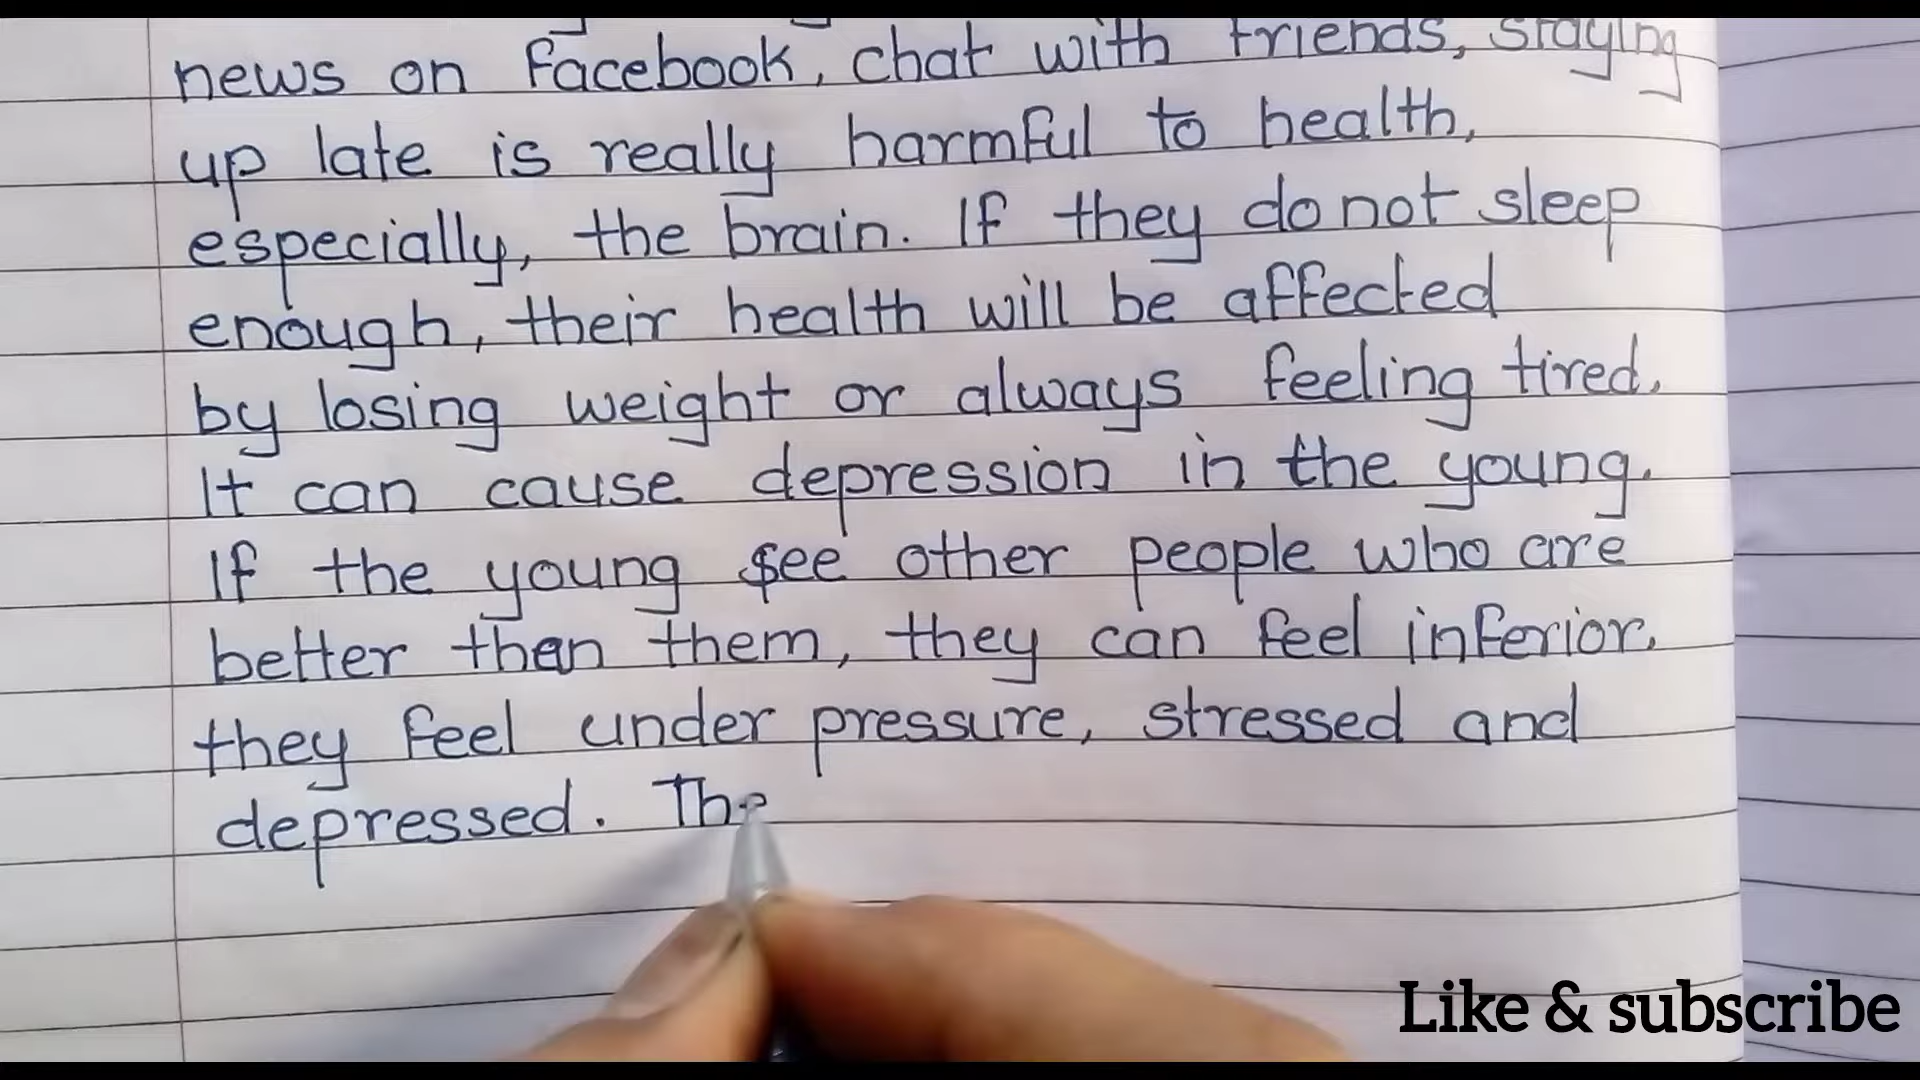 news on facebook, chat with friends, staying
up late is really harmful to health,
especially, the brain. If they do not sleep
enough, their health will be affected
by losing weight or always feeling tired.
It can cause depression in the young.
If the young see other people who are
better than them, they can feel inferior.
they feel under pressure, stressed and
depressed. The
Like & subscribe